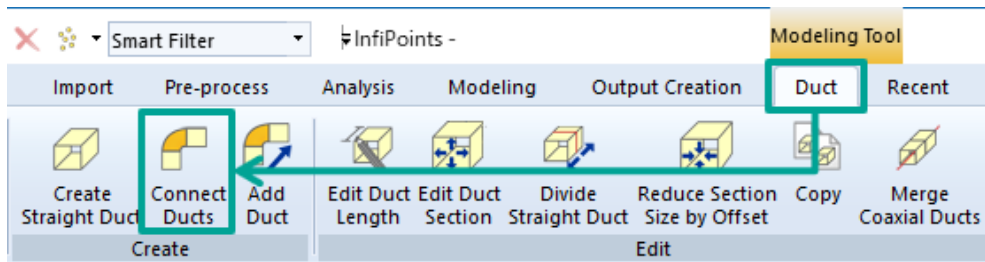 Smart Filter InfiPoints - Modeling Tool
Import Pre-process Analysis Modeling Output Creation Duct Recent
Create Connect Add Edit Duct Edit Duct Divide Reduce Section Copy Merge
Straight Duct Ducts Duct Length Section Straight Duct Size by Offset Coaxial Ducts
Create Edit